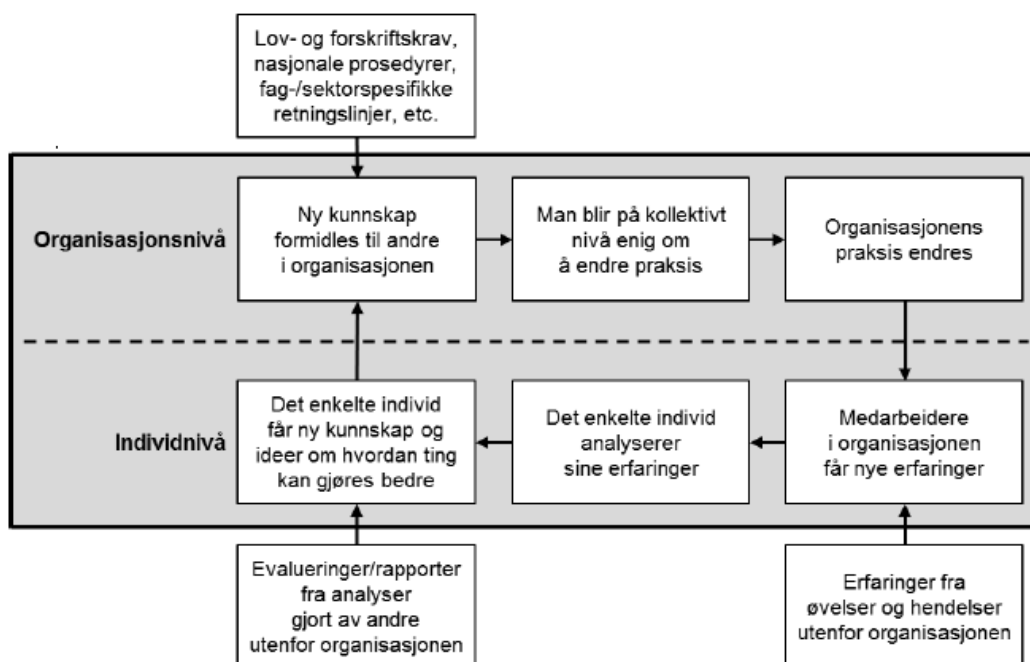 Lov- og forskriftskrav,
nasjonale prosedyrer,
fag-/sektorspesifikke
retningslinjer, etc.
Organisasjonsnivå
Ny kunnskap
formidles til andre
i organisasjonen
Man blir på kollektivt
nivå enig om
å endre praksis
Organisasjonens
praksis endres
Individnivå
Det enkelte individ
får ny kunnskap og
ideer om hvordan ting
kan gjøres bedre
Det enkelte individ
analyserer
sine erfaringer
Medarbeidere
i organisasjonen
får nye erfaringer
Evalueringer/rapporter
fra analyser
gjort av andre
utenfor organisasjonen
Erfaringer fra
øvelser og hendelser
utenfor organisasjonen